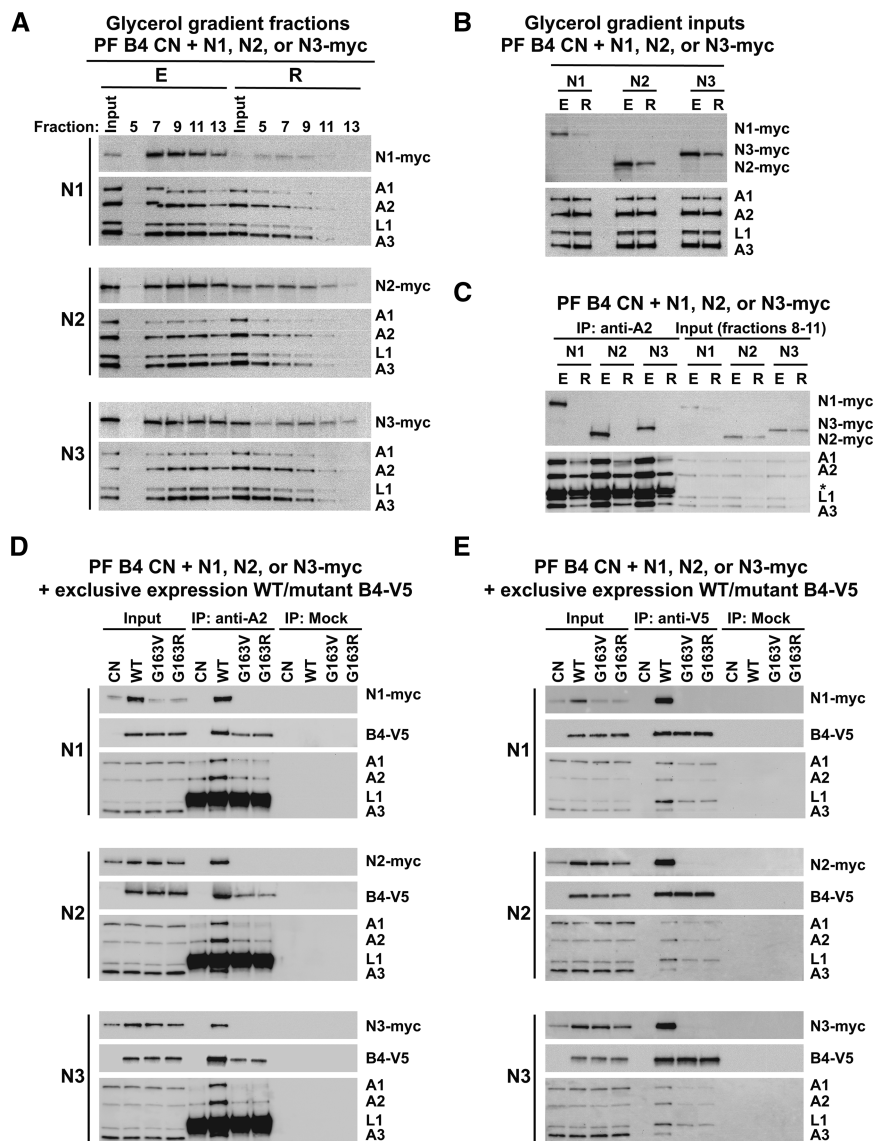 A
Glycerol gradient fractions
PF B4 CN + N1, N2, or N3-myc
E R
Fraction: Input 5 7 9 11 13 Input 5 7 9 11 13
N1
N1-myc
A1
A2
L1
A3
N2
N2-myc
A1
A2
L1
A3
N3
N3-myc
A1
A2
L1
A3
B
Glycerol gradient inputs
PF B4 CN + N1, N2, or N3-myc
N1 N2 N3
E R E R E R
N1-myc
N3-myc
N2-myc
A1
A2
L1
A3
C
PF B4 CN + N1, N2, or N3-myc
IP: anti-A2 Input (fractions 8-11)
N1 N2 N3 N1 N2 N3
E R E R E R E R E R E R
N1-myc
N3-myc
N2-myc
A1
A2
*
L1
A3
D
PF B4 CN + N1, N2, or N3-myc
+ exclusive expression WT/mutant B4-V5
Input IP: anti-A2 IP: Mock
CN WT G163V G163R CN WT G163V G163R CN WT G163V G163R
N1
N1-myc
B4-V5
A1
A2
L1
A3
N2
N2-myc
B4-V5
A1
A2
L1
A3
N3
N3-myc
B4-V5
A1
A2
L1
A3
E
PF B4 CN + N1, N2, or N3-myc
+ exclusive expression WT/mutant B4-V5
Input IP: anti-V5 IP: Mock
CN WT G163V G163R CN WT G163V G163R CN WT G163V G163R
N1
N1-myc
B4-V5
A1
A2
L1
A3
N2
N2-myc
B4-V5
A1
A2
L1
A3
N3
N3-myc
B4-V5
A1
A2
L1
A3